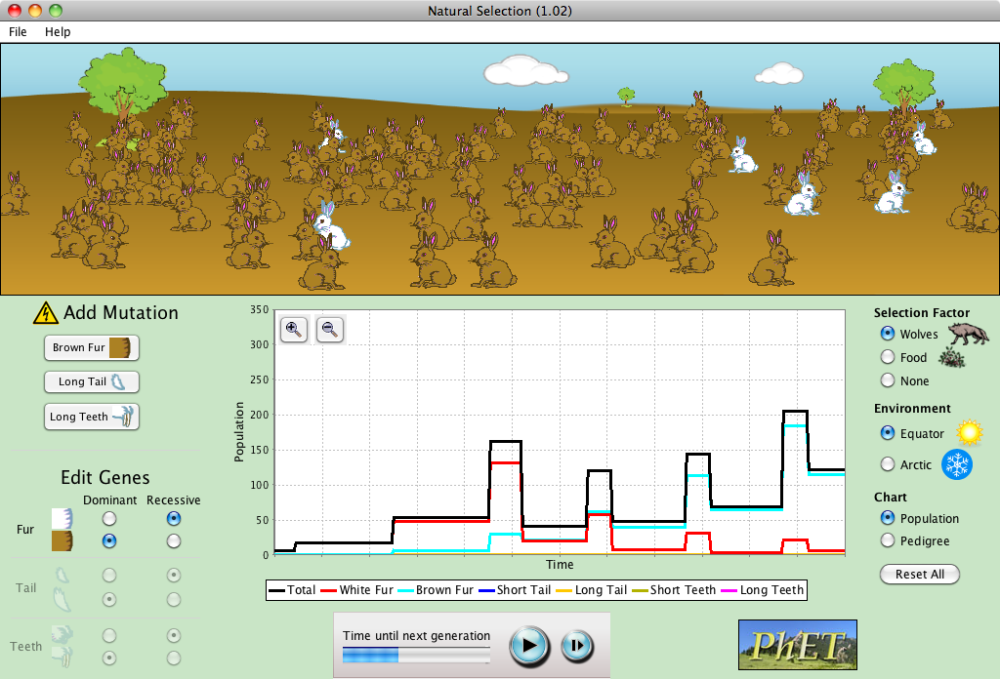 Natural Selection (1.02)
File Help
Add Mutation
Brown Fur
Long Tail
Long Teeth
Edit Genes
Dominant Recessive
Fur
Tail
Teeth
350
300
250
200
150
100
50
0
Population
Time
Total White Fur Brown Fur Short Tail Long Tail Short Teeth Long Teeth
Time until next generation
Selection Factor
Wolves
Food
None
Environment
Equator
Arctic
Chart
Population
Pedigree
Reset All
PhET